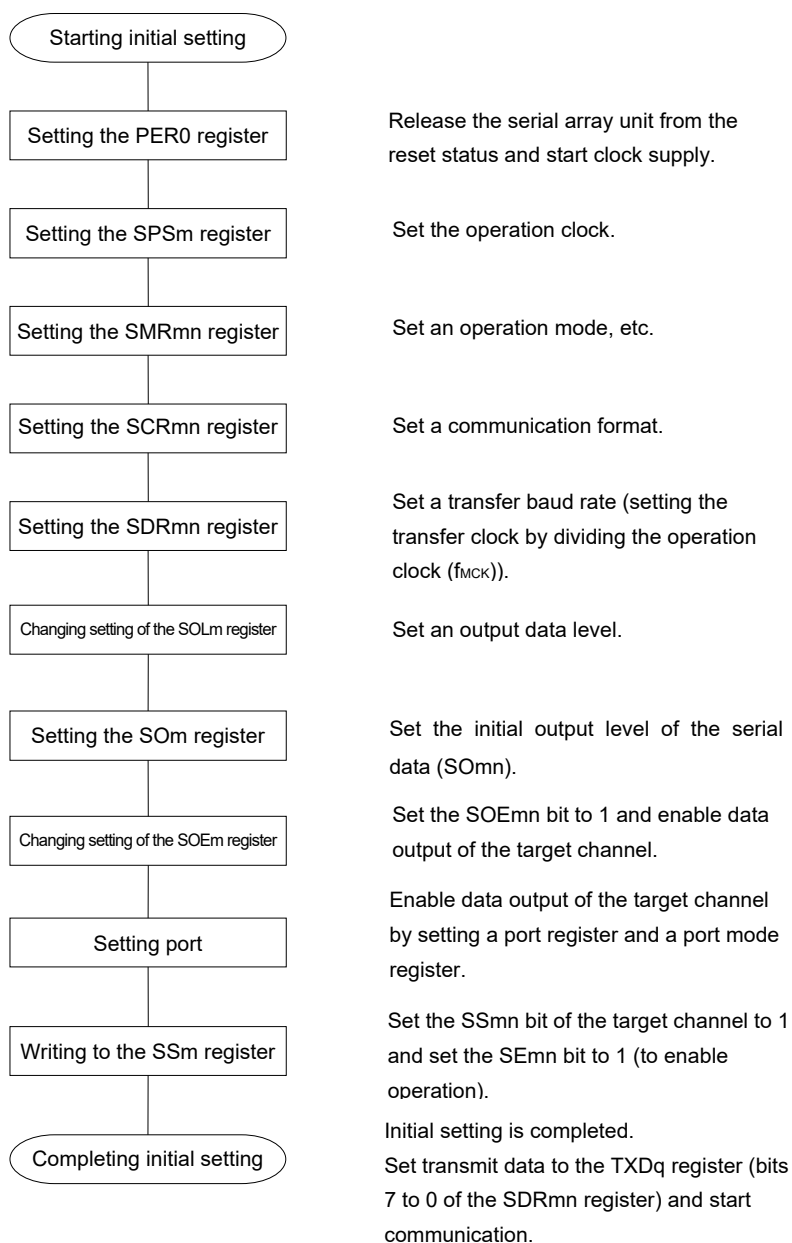 Starting initial setting
Setting the PER0 register
Release the serial array unit from the
reset status and start clock supply.
Setting the SPSm register
Set the operation clock.
Setting the SMRmn register
Set an operation mode, etc.
Setting the SCRmn register
Set a communication format.
Setting the SDRmn register
Set a transfer baud rate (setting the
transfer clock by dividing the operation
clock (fMCK)).
Changing setting of the SOLm register
Set an output data level.
Setting the SOm register
Set the initial output level of the serial
data (SOmn).
Changing setting of the SOEm register
Set the SOEmn bit to 1 and enable data
output of the target channel.
Setting port
Enable data output of the target channel
by setting a port register and a port mode
register.
Writing to the SSm register
Set the SSmn bit of the target channel to 1
and set the SEmn bit to 1 (to enable
operation).
Completing initial setting
Initial setting is completed.
Set transmit data to the TXDq register (bits
7 to 0 of the SDRmn register) and start
communication.